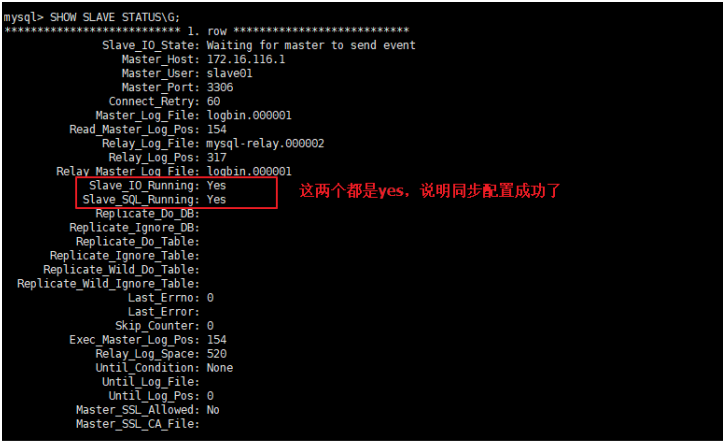 mysql> SHOW SLAVE STATUS\G;
*************************** 1. row ***************************
Slave_IO_State: Waiting for master to send event
Master_Host: 172.16.116.1
Master_User: slave01
Master_Port: 3306
Connect_Retry: 60
Master_Log_File: logbin.000001
Read_Master_Log_Pos: 154
Relay_Log_File: mysql-relay.000002
Relay_Log_Pos: 317
Relay_Master_Log_File: logbin.000001
Slave_IO_Running: Yes
这两个都是yes，说明同步配置成功了
Slave_SQL_Running: Yes
Replicate_Do_DB:
Replicate_Ignore_DB:
Replicate_Do_Table:
Replicate_Ignore_Table:
Replicate_Wild_Do_Table:
Replicate_Wild_Ignore_Table:
Last_Errno: 0
Last_Error:
Skip_Counter: 0
Exec_Master_Log_Pos: 154
Relay_Log_Space: 520
Until_Condition: None
Until_Log_File:
Until_Log_Pos: 0
Master_SSL_Allowed: No
Master_SSL_CA_File: